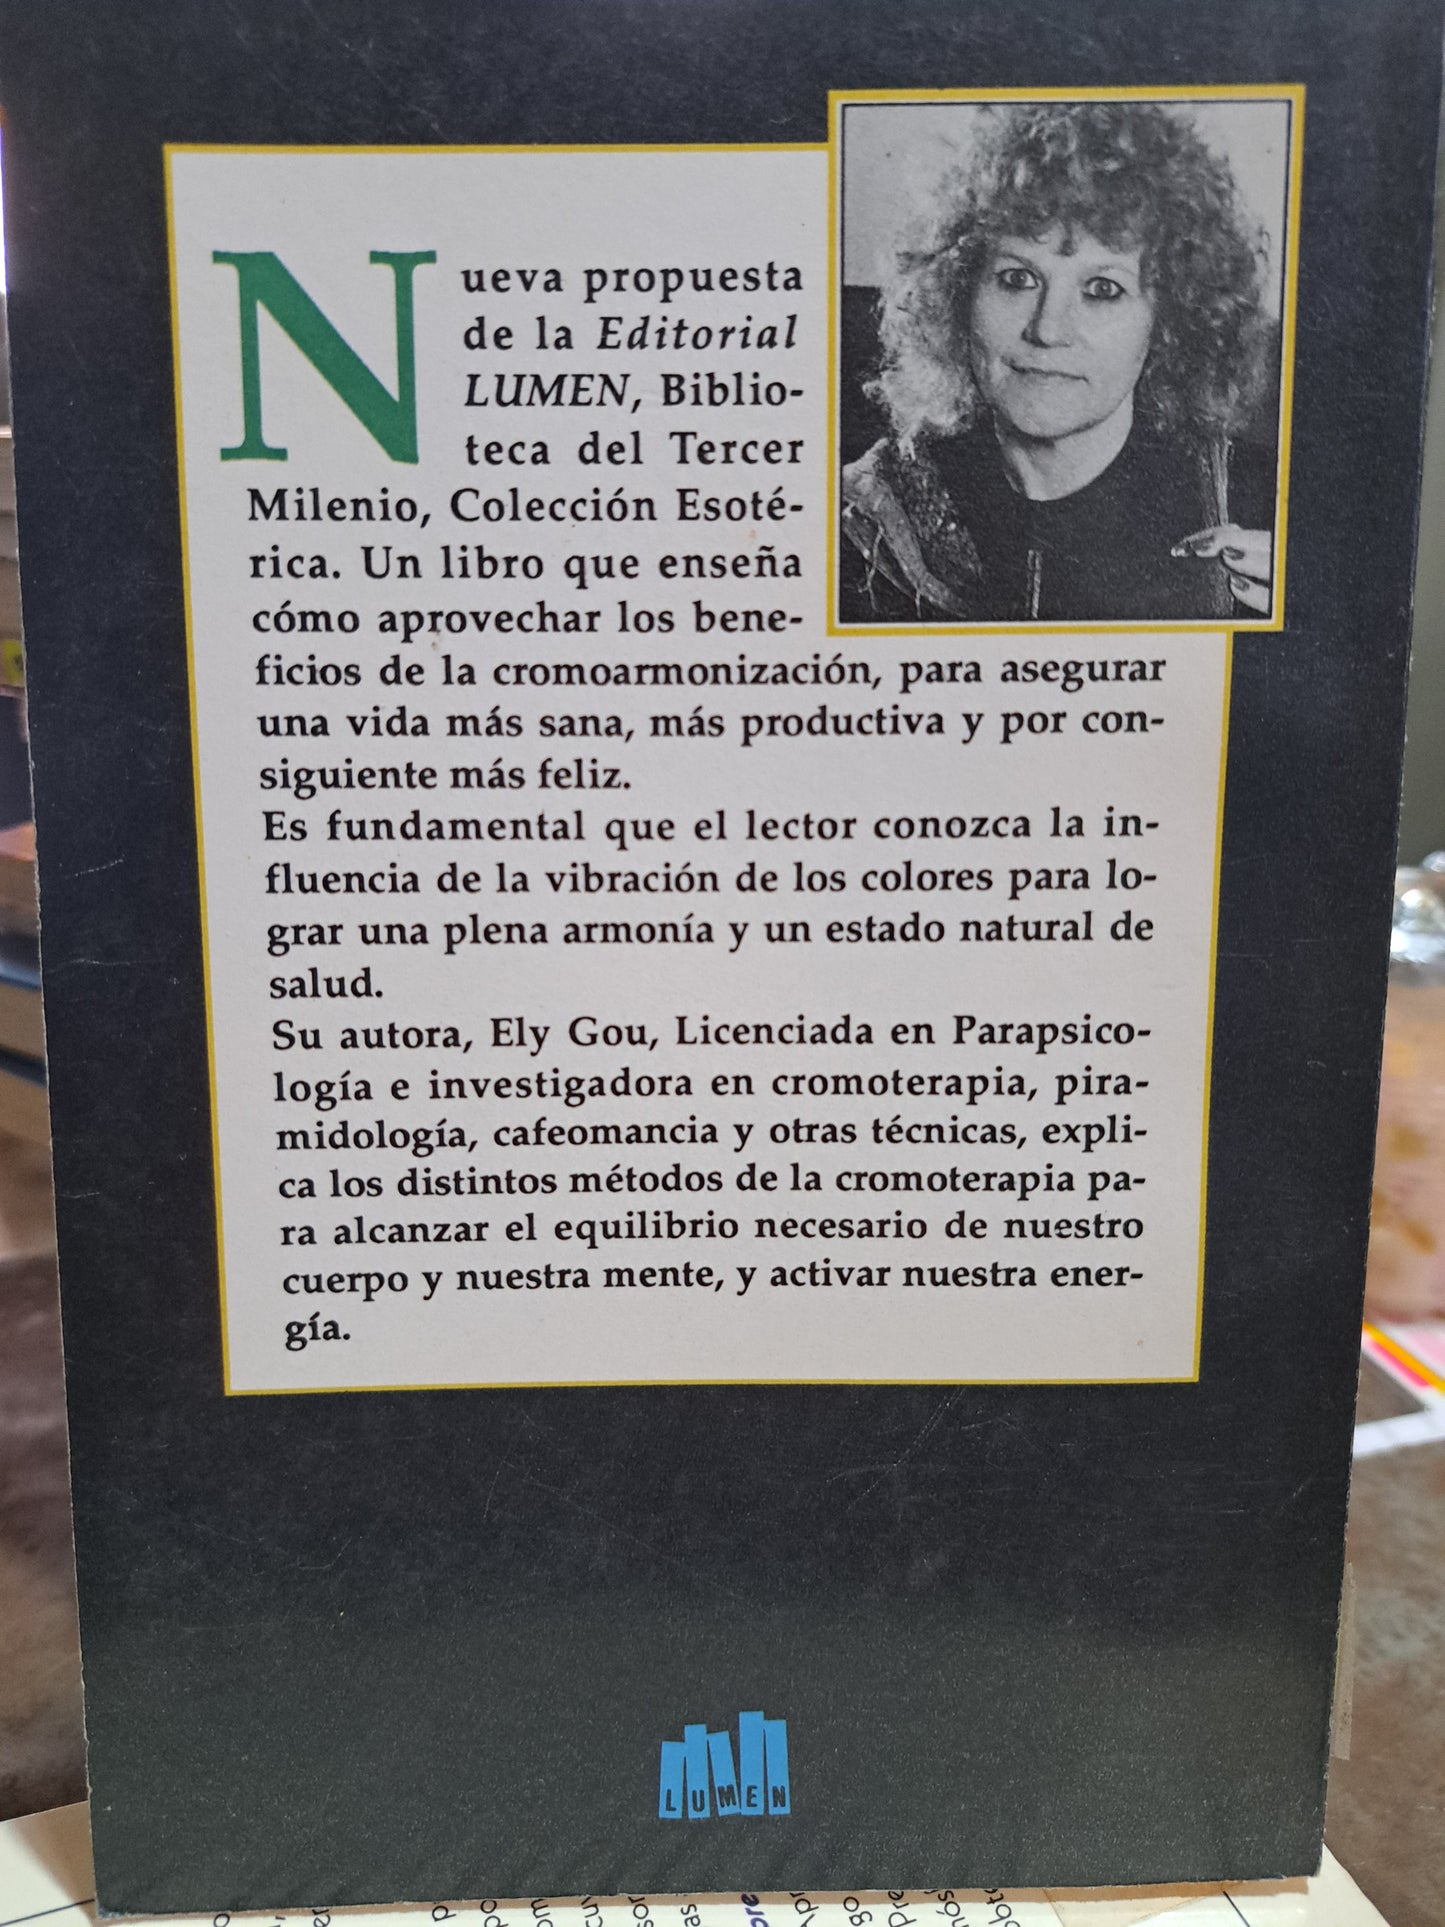 Nueva propuesta
de la Editorial
LUMEN, Biblio-
teca del Tercer
Milenio, Colección Esoté-
rica. Un libro que enseña
cómo aprovechar los bene-
ficios de la cromoarmonización, para asegurar
una vida más sana, más productiva y por con-
siguiente más feliz.
Es fundamental que el lector conozca la in-
fluencia de la vibración de los colores para lo-
grar una plena armonía y un estado natural de
salud.
Su autora, Ely Gou, Licenciada en Parapsico-
logía e investigadora en cromoterapia, pira-
midología, cafeomancia y otras técnicas, expli-
ca los distintos métodos de la cromoterapia pa-
ra alcanzar el equilibrio necesario de nuestro
cuerpo y nuestra mente, y activar nuestra ener-
gía.
LUMEN